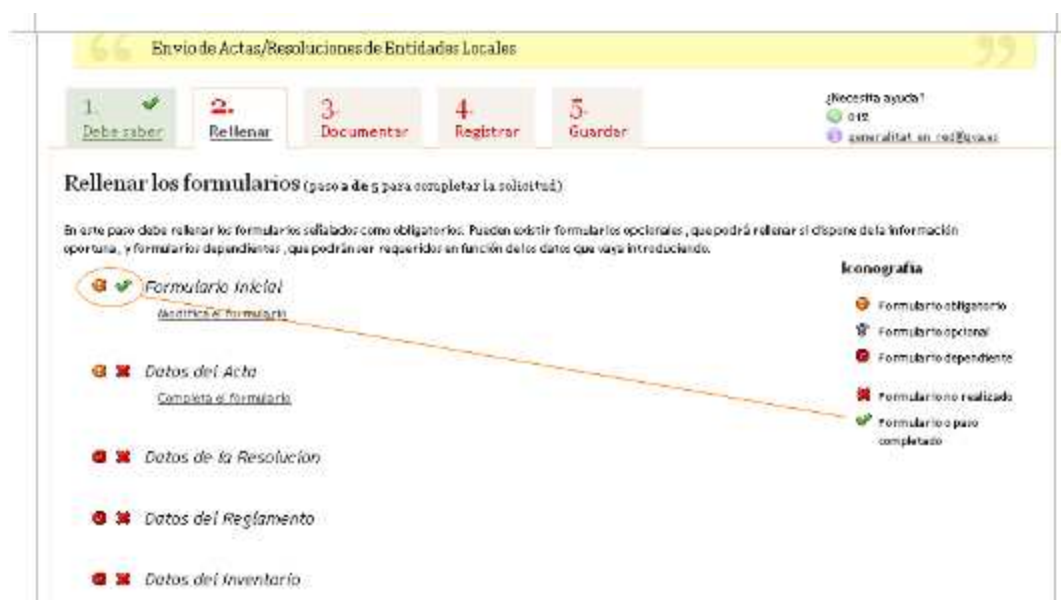 Envio de Actas/Resoluciones de Entidades Locales
1.
Debe saber
2.
Rellenar
3.
Documentar
4.
Registrar
5.
Guardar
¿Necesita ayuda?
012
generalitat_en_red@gva.es
Rellenar los formularios (paso 2 de 5 para completar la solicitud)
En este paso debe rellenar los formularios señalados como obligatorios. Pueden existir formularios opcionales, que podrá rellenar si dispone de la información
oportuna, y formularios dependientes, que podrán ser requeridos en función de los datos que vaya introduciendo.
Formulario Inicial
Modifica el formulario
Datos del Acta
Completa el formulario
Datos de la Resolucion
Datos del Reglamento
Datos del Inventario
Iconografía
Formulario obligatorio
Formulario opcional
Formulario dependiente
Formulario no realizado
Formulario o paso
completado